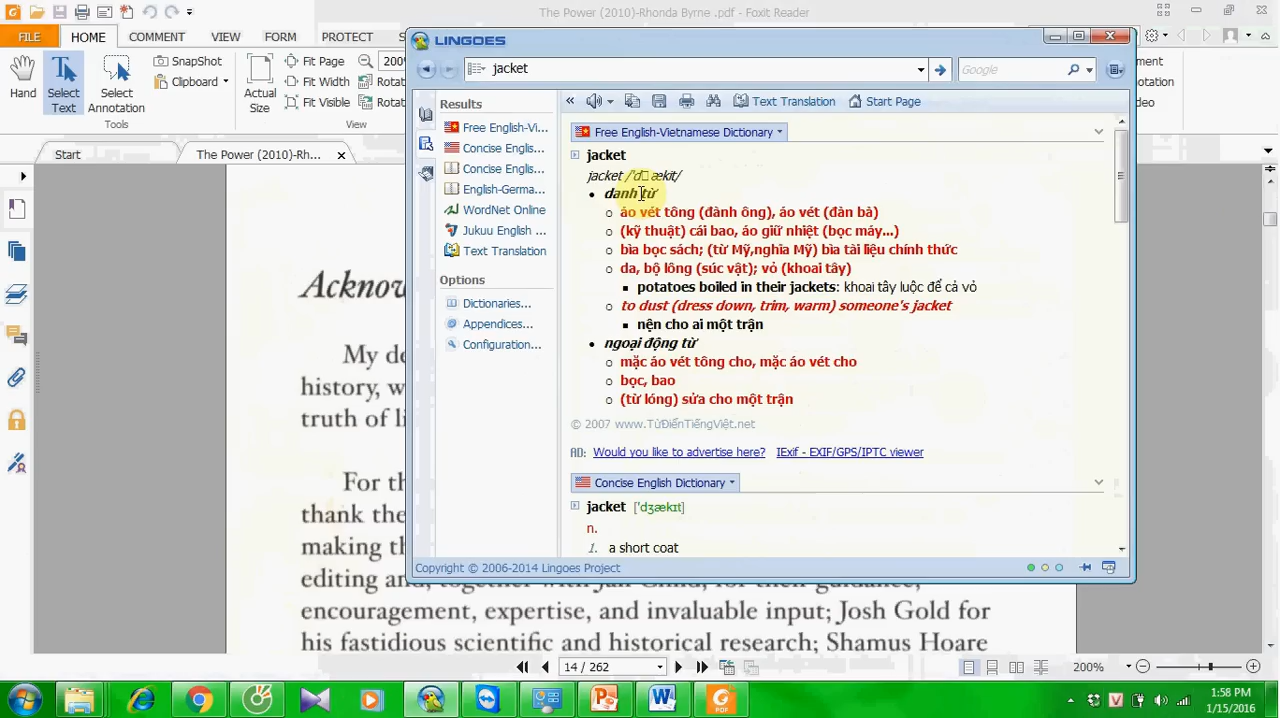 The Power (2010)-Rhonda Byrne .pdf - Foxit Reader
FILE
HOME
COMMENT
VIEW
FORM
PROTECT
Hand
Select
Text
Select
Annotation
SnapShot
Clipboard
Tools
Actual
Size
Fit Page
Fit Width
Fit Visible
200%
View
Start
The Power (2010)-Rh...
LINGOES
jacket
Google
Results
Free English-Vi...
Concise Englis...
Concise Englis...
English-Germa...
WordNet Online
Jukuu English ...
Text Translation
Options
Dictionaries...
Appendices...
Configuration...
Text Translation
Start Page
Free English-Vietnamese Dictionary
jacket
jacket /'d□ ækit/
danh từ
áo vét tông (đành ông), áo vét (đàn bà)
(kỹ thuật) cái bao, áo giữ nhiệt (bọc máy...)
bìa bọc sách; (từ Mỹ,nghĩa Mỹ) bìa tài liệu chính thức
da, bộ lông (súc vật); vỏ (khoai tây)
potatoes boiled in their jackets: khoai tây luộc để cả vỏ
to dust (dress down, trim, warm) someone's jacket
nện cho ai một trận
ngoại động từ
mặc áo vét tông cho, mặc áo vét cho
bọc, bao
(từ lóng) sửa cho một trận
© 2007 www.TừĐiểnTiếngViệt.net
AD: Would you like to advertise here? IExif - EXIF/GPS/IPTC viewer
Concise English Dictionary
jacket ['dʒækɪt]
n.
1. a short coat
Copyright © 2006-2014 Lingoes Project
My de
history, w
truth of li
For th
thank the
making th
encouragement, expertise, and invaluable input; Josh Gold for
his fastidious scientific and historical research; Shamus Hoare
14 / 262
200%
1:58 PM
1/15/2016